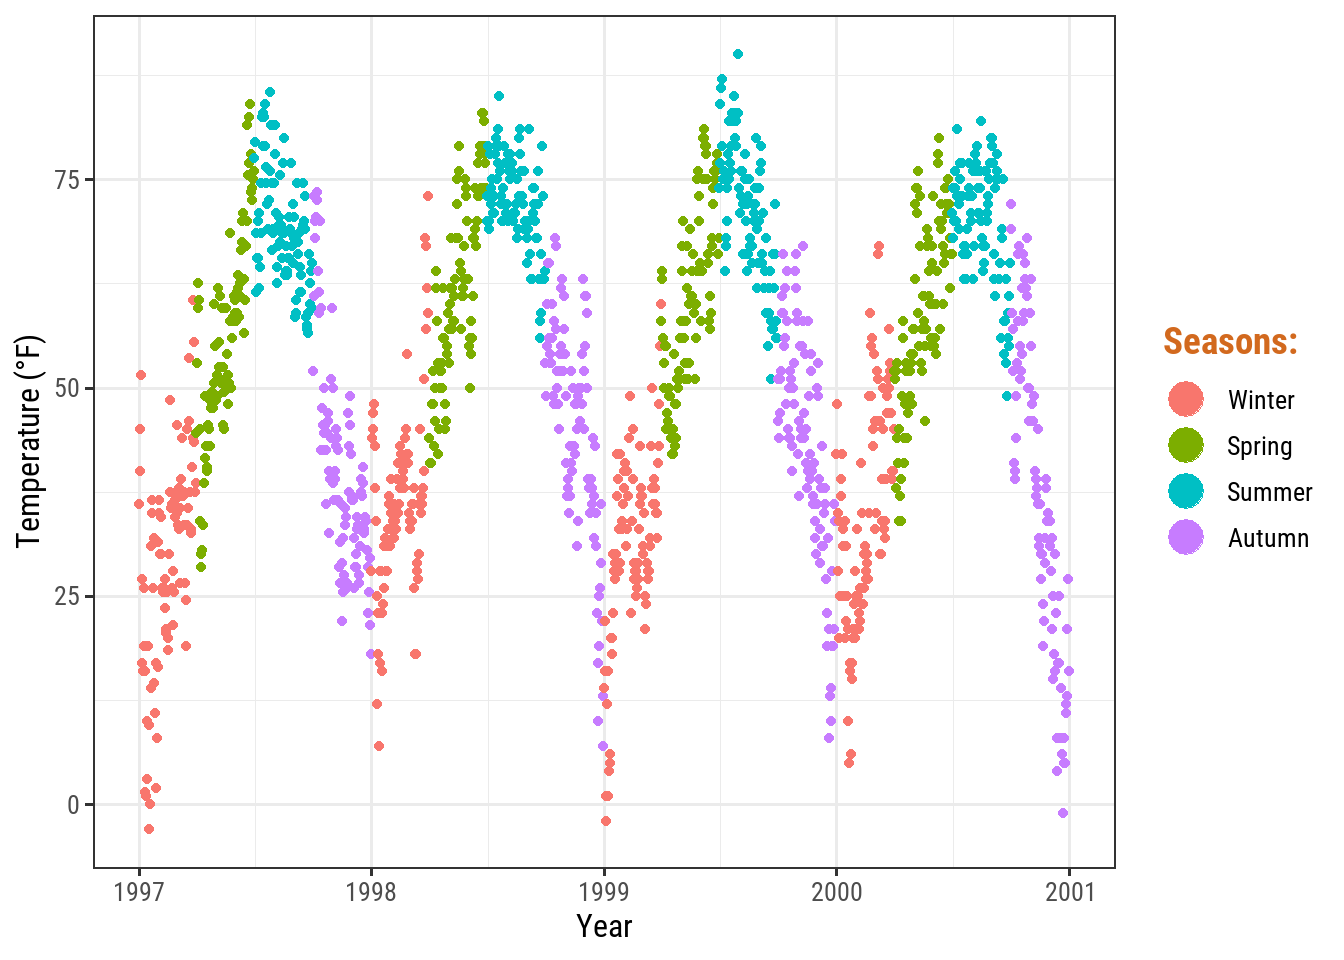 Temperature (°F)
75
50
25
0
1997 1998 1999 2000 2001
Year
Seasons:
Winter
Spring
Summer
Autumn